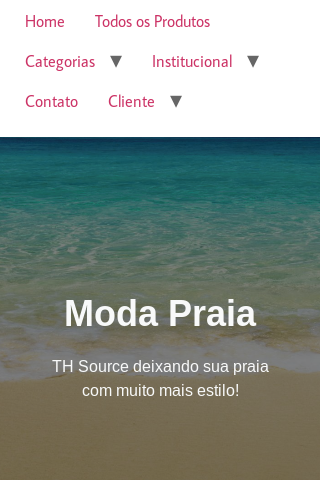 Home Todos os Produtos
Categorias ▼ Institucional ▼
Contato Cliente ▼
Moda Praia
TH Source deixando sua praia
com muito mais estilo!